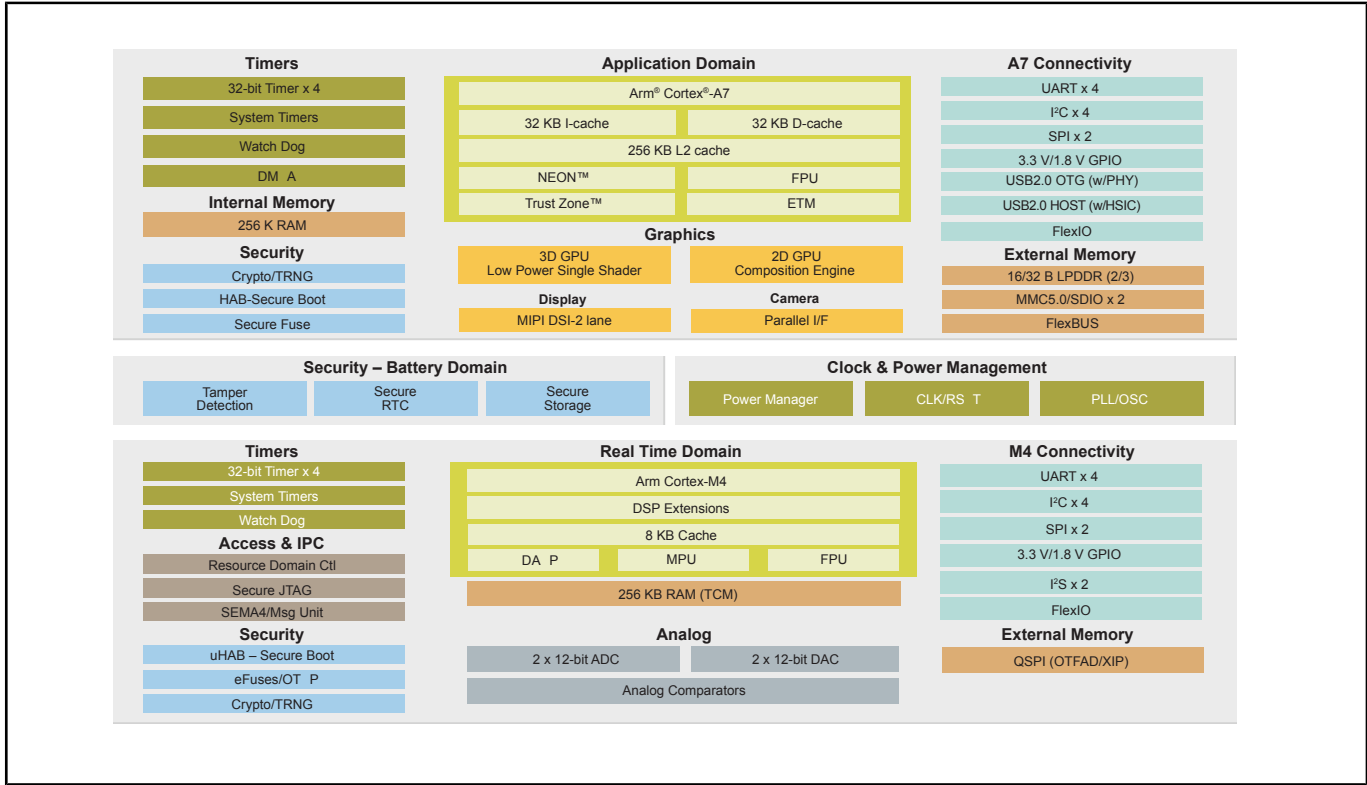 Timers
32-bit Timer x 4
System Timers
Watch Dog
DM A
Internal Memory
256 K RAM
Security
Crypto/TRNG
HAB-Secure Boot
Secure Fuse
Application Domain
Arm® Cortex®-A7
32 KB I-cache
32 KB D-cache
256 KB L2 cache
NEON™
FPU
Trust Zone™
ETM
Graphics
3D GPU
Low Power Single Shader
2D GPU
Composition Engine
Display
MIPI DSI-2 lane
Camera
Parallel I/F
A7 Connectivity
UART x 4
I²C x 4
SPI x 2
3.3 V/1.8 V GPIO
USB2.0 OTG (w/PHY)
USB2.0 HOST (w/HSIC)
FlexIO
External Memory
16/32 B LPDDR (2/3)
MMC5.0/SDIO x 2
FlexBUS
Security – Battery Domain
Tamper
Detection
Secure
RTC
Secure
Storage
Clock & Power Management
Power Manager
CLK/RS T
PLL/OSC
Timers
32-bit Timer x 4
System Timers
Watch Dog
Access & IPC
Resource Domain Ctl
Secure JTAG
SEMA4/Msg Unit
Security
uHAB – Secure Boot
eFuses/OT P
Crypto/TRNG
Real Time Domain
Arm Cortex-M4
DSP Extensions
8 KB Cache
DA P
MPU
FPU
256 KB RAM (TCM)
Analog
2 x 12-bit ADC
2 x 12-bit DAC
Analog Comparators
M4 Connectivity
UART x 4
I²C x 4
SPI x 2
3.3 V/1.8 V GPIO
I²S x 2
FlexIO
External Memory
QSPI (OTFAD/XIP)